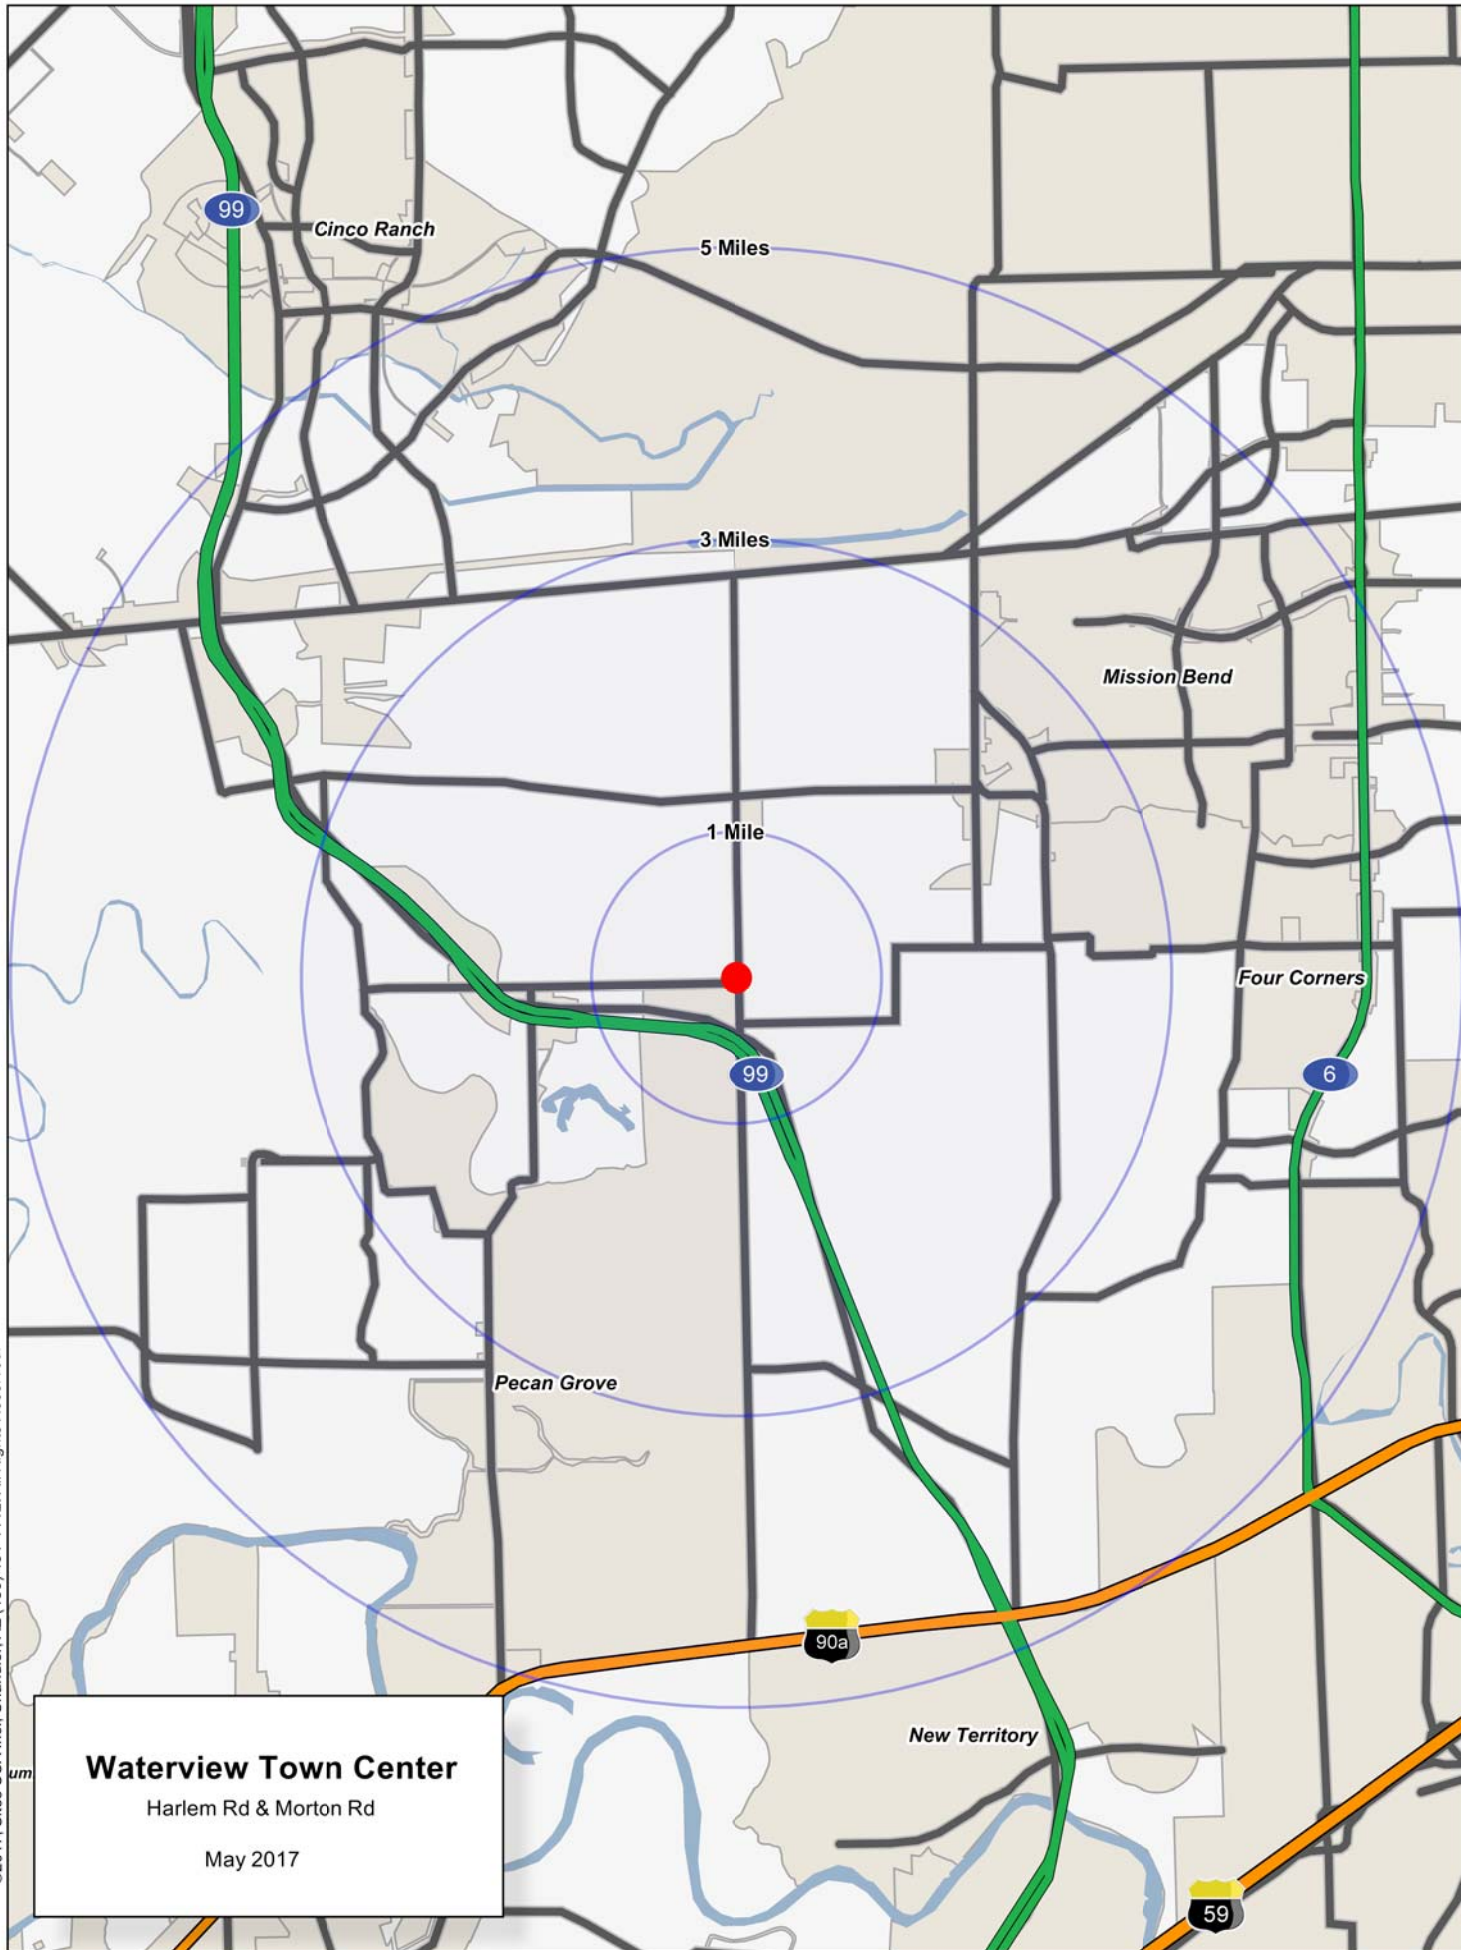 99
Cinco Ranch
5 Miles
3 Miles
Mission Bend
1 Mile
Four Corners
99
6
Pecan Grove
90a
New Territory
Waterview Town Center
Harlem Rd & Morton Rd
May 2017
59